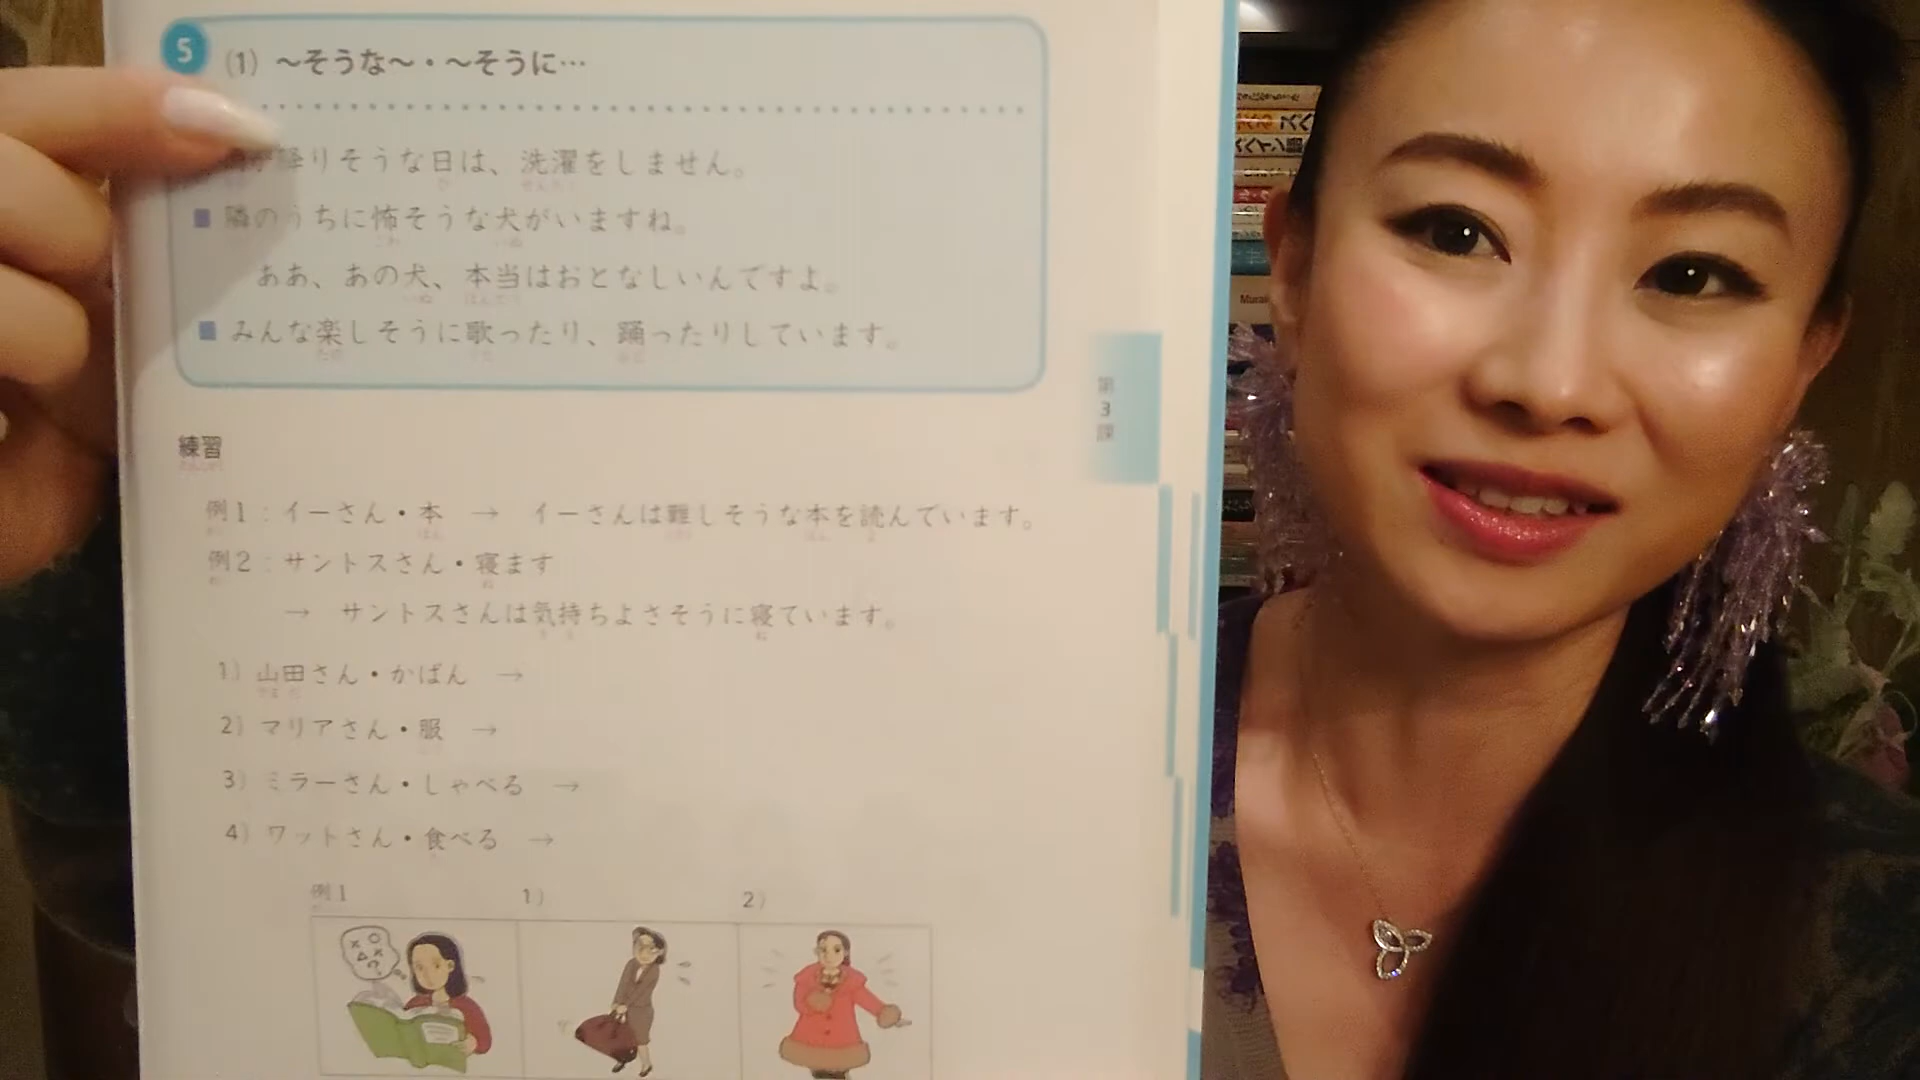 5
(1) ～そうな～・～そうに…
降りそうな日は、洗濯をしません。
隣のうちに怖そうな犬がいますね。
ああ、あの犬、本当はおとなしいんですよ。
みんな楽しそうに歌ったり、踊ったりしています。
第3課
練習
例1：イーさん・本 → イーさんは難しそうな本を読んでいます。
例2：サントスさん・寝ます
→ サントスさんは気持ちよさそうに寝ています。
1) 山田さん・かばん →
2) マリアさん・服 →
3) ミラーさん・しゃべる →
4) ワットさん・食べる →
例1 1) 2)